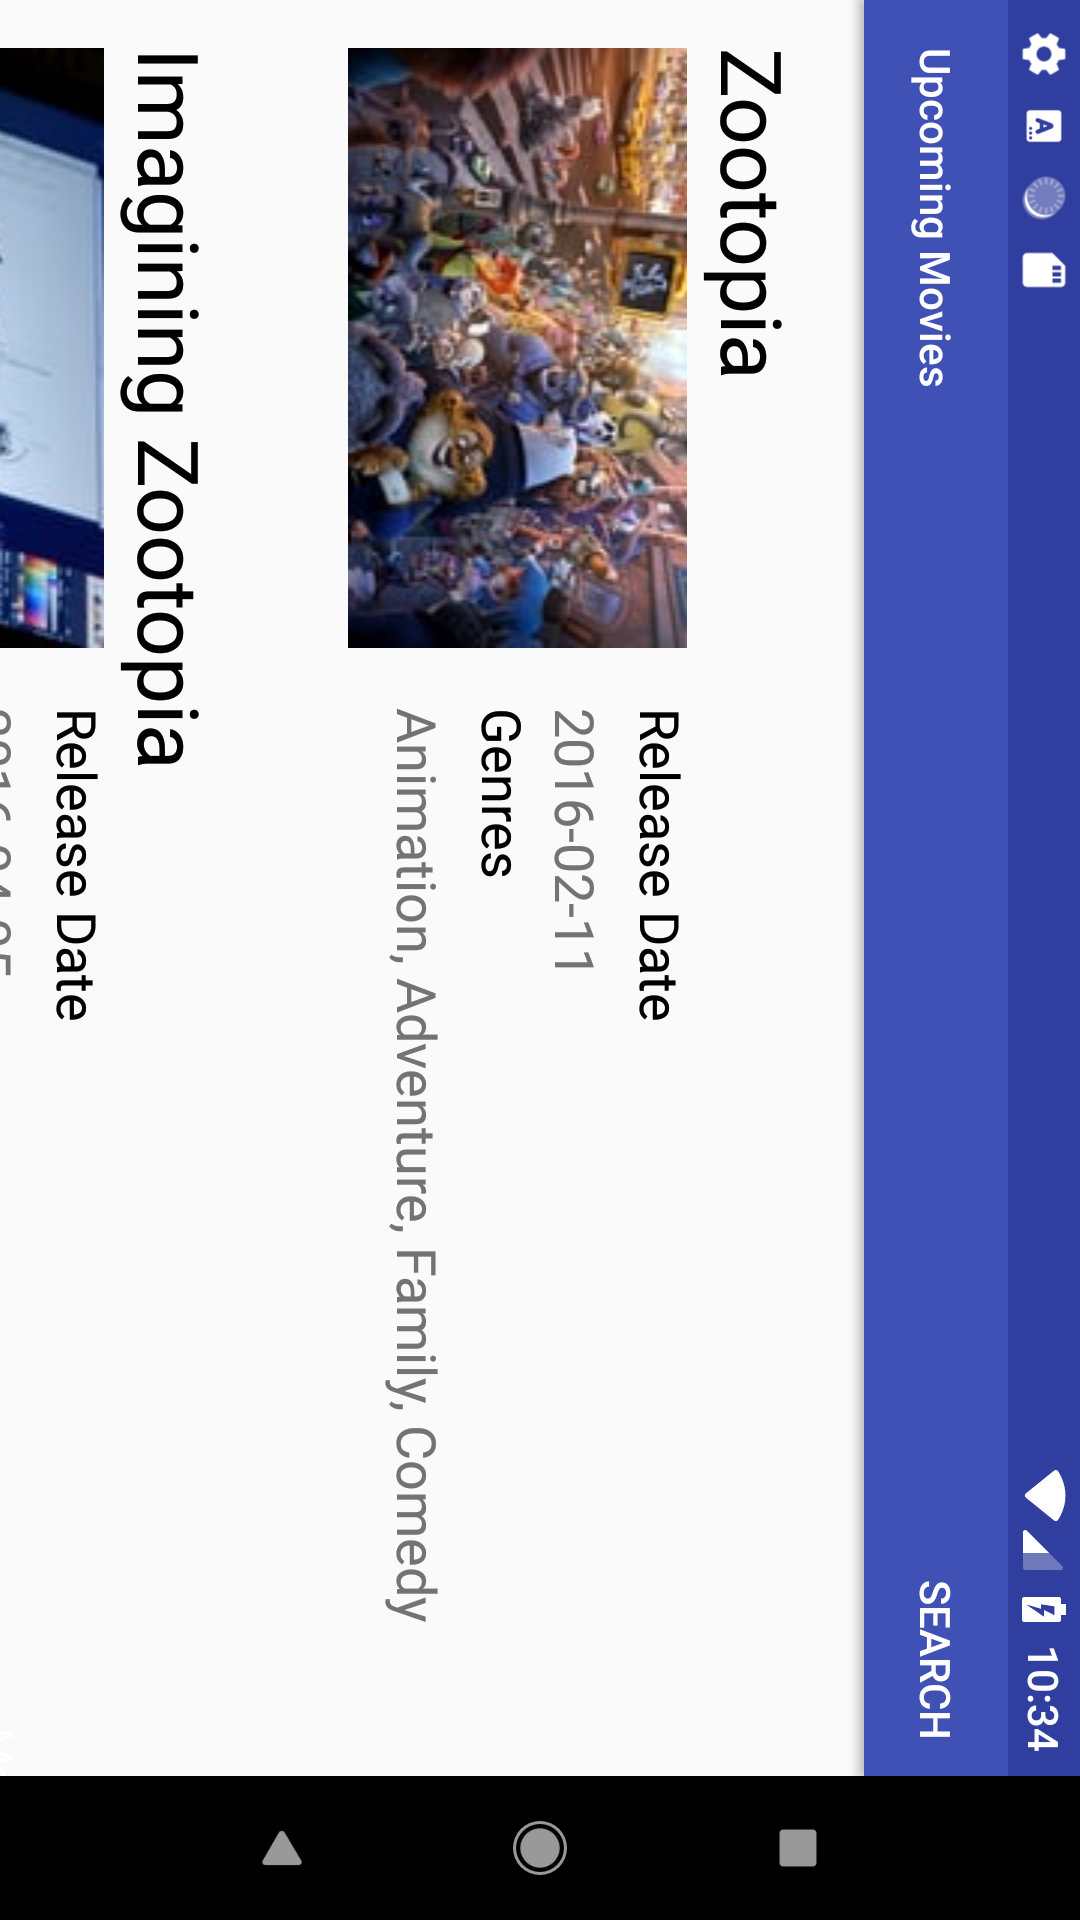 10:34
Upcoming Movies
SEARCH
Zootopia
Release Date
2016-02-11
Genres
Animation, Adventure, Family, Comedy
Imagining Zootopia
Release Date